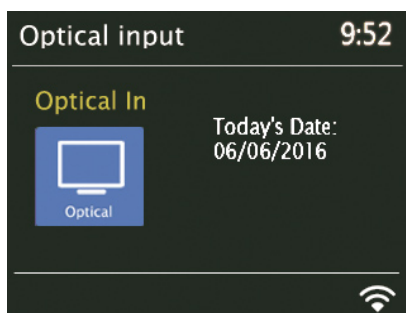 Optical input 9:52
Optical In
Today's Date:
06/06/2016
Optical